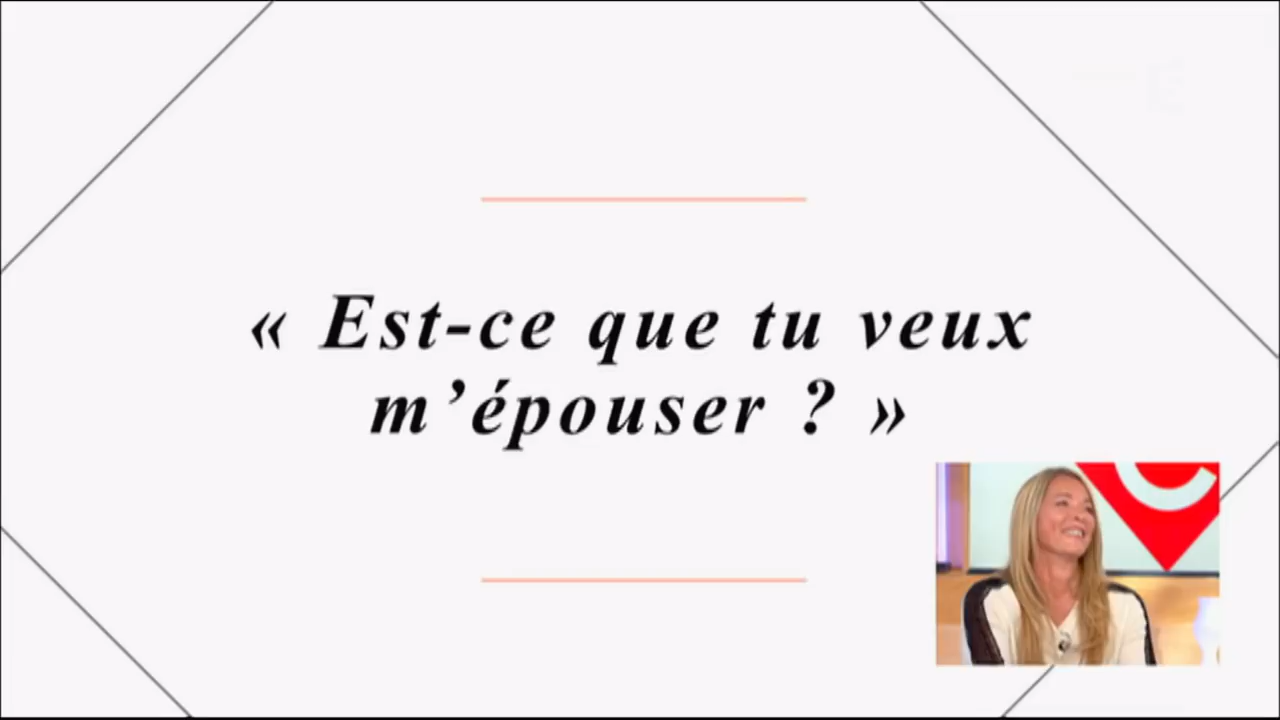 « Est-ce que tu veux
m’épouser ? »
C